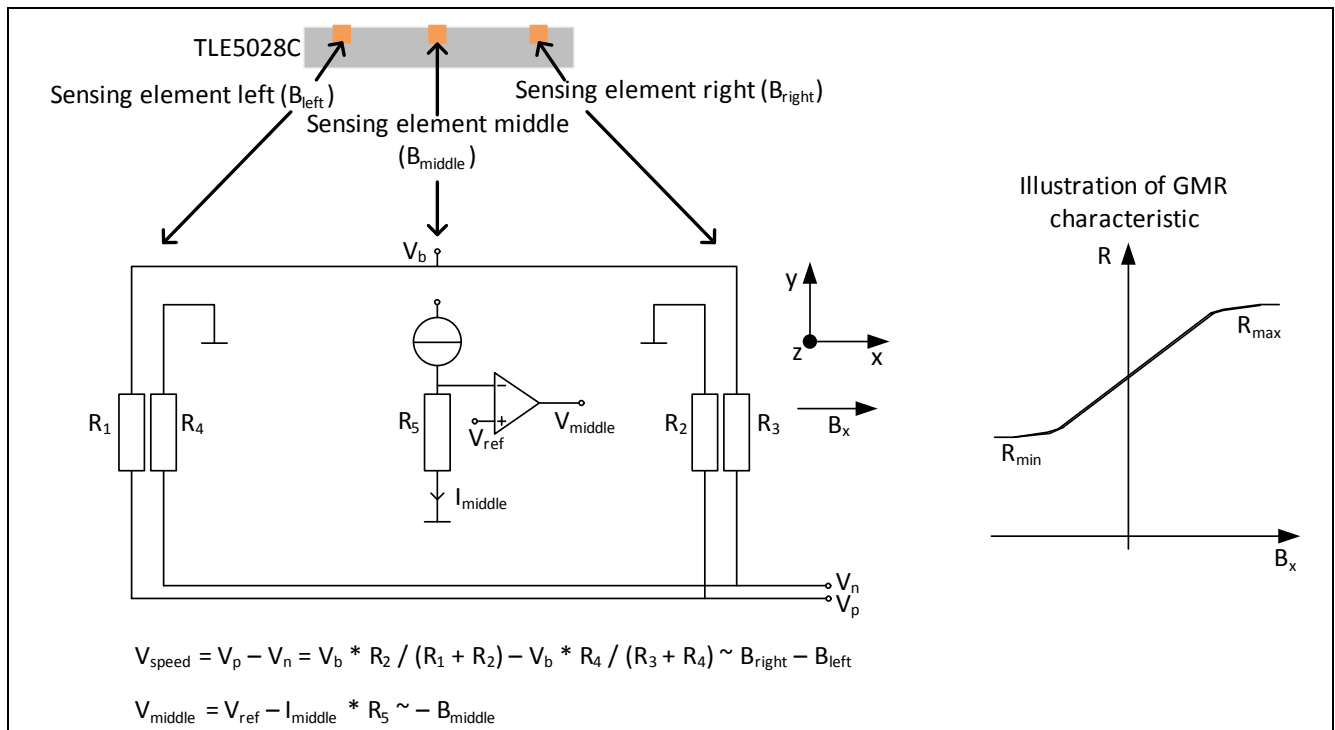 TLE5028C
Sensing element left (Bleft)
Sensing element right (Bright)
Sensing element middle
(Bmiddle)
Illustration of GMR
characteristic
Vb
R
y
z
x
Rmax
R1
R4
R5
Vref
Vmiddle
R2
R3
Bx
Rmin
Imiddle
Bx
Vn
Vp
Vspeed = Vp – Vn = Vb * R2 / (R1 + R2) – Vb * R4 / (R3 + R4) ~ Bright – Bleft
Vmiddle = Vref – Imiddle * R5 ~ – Bmiddle